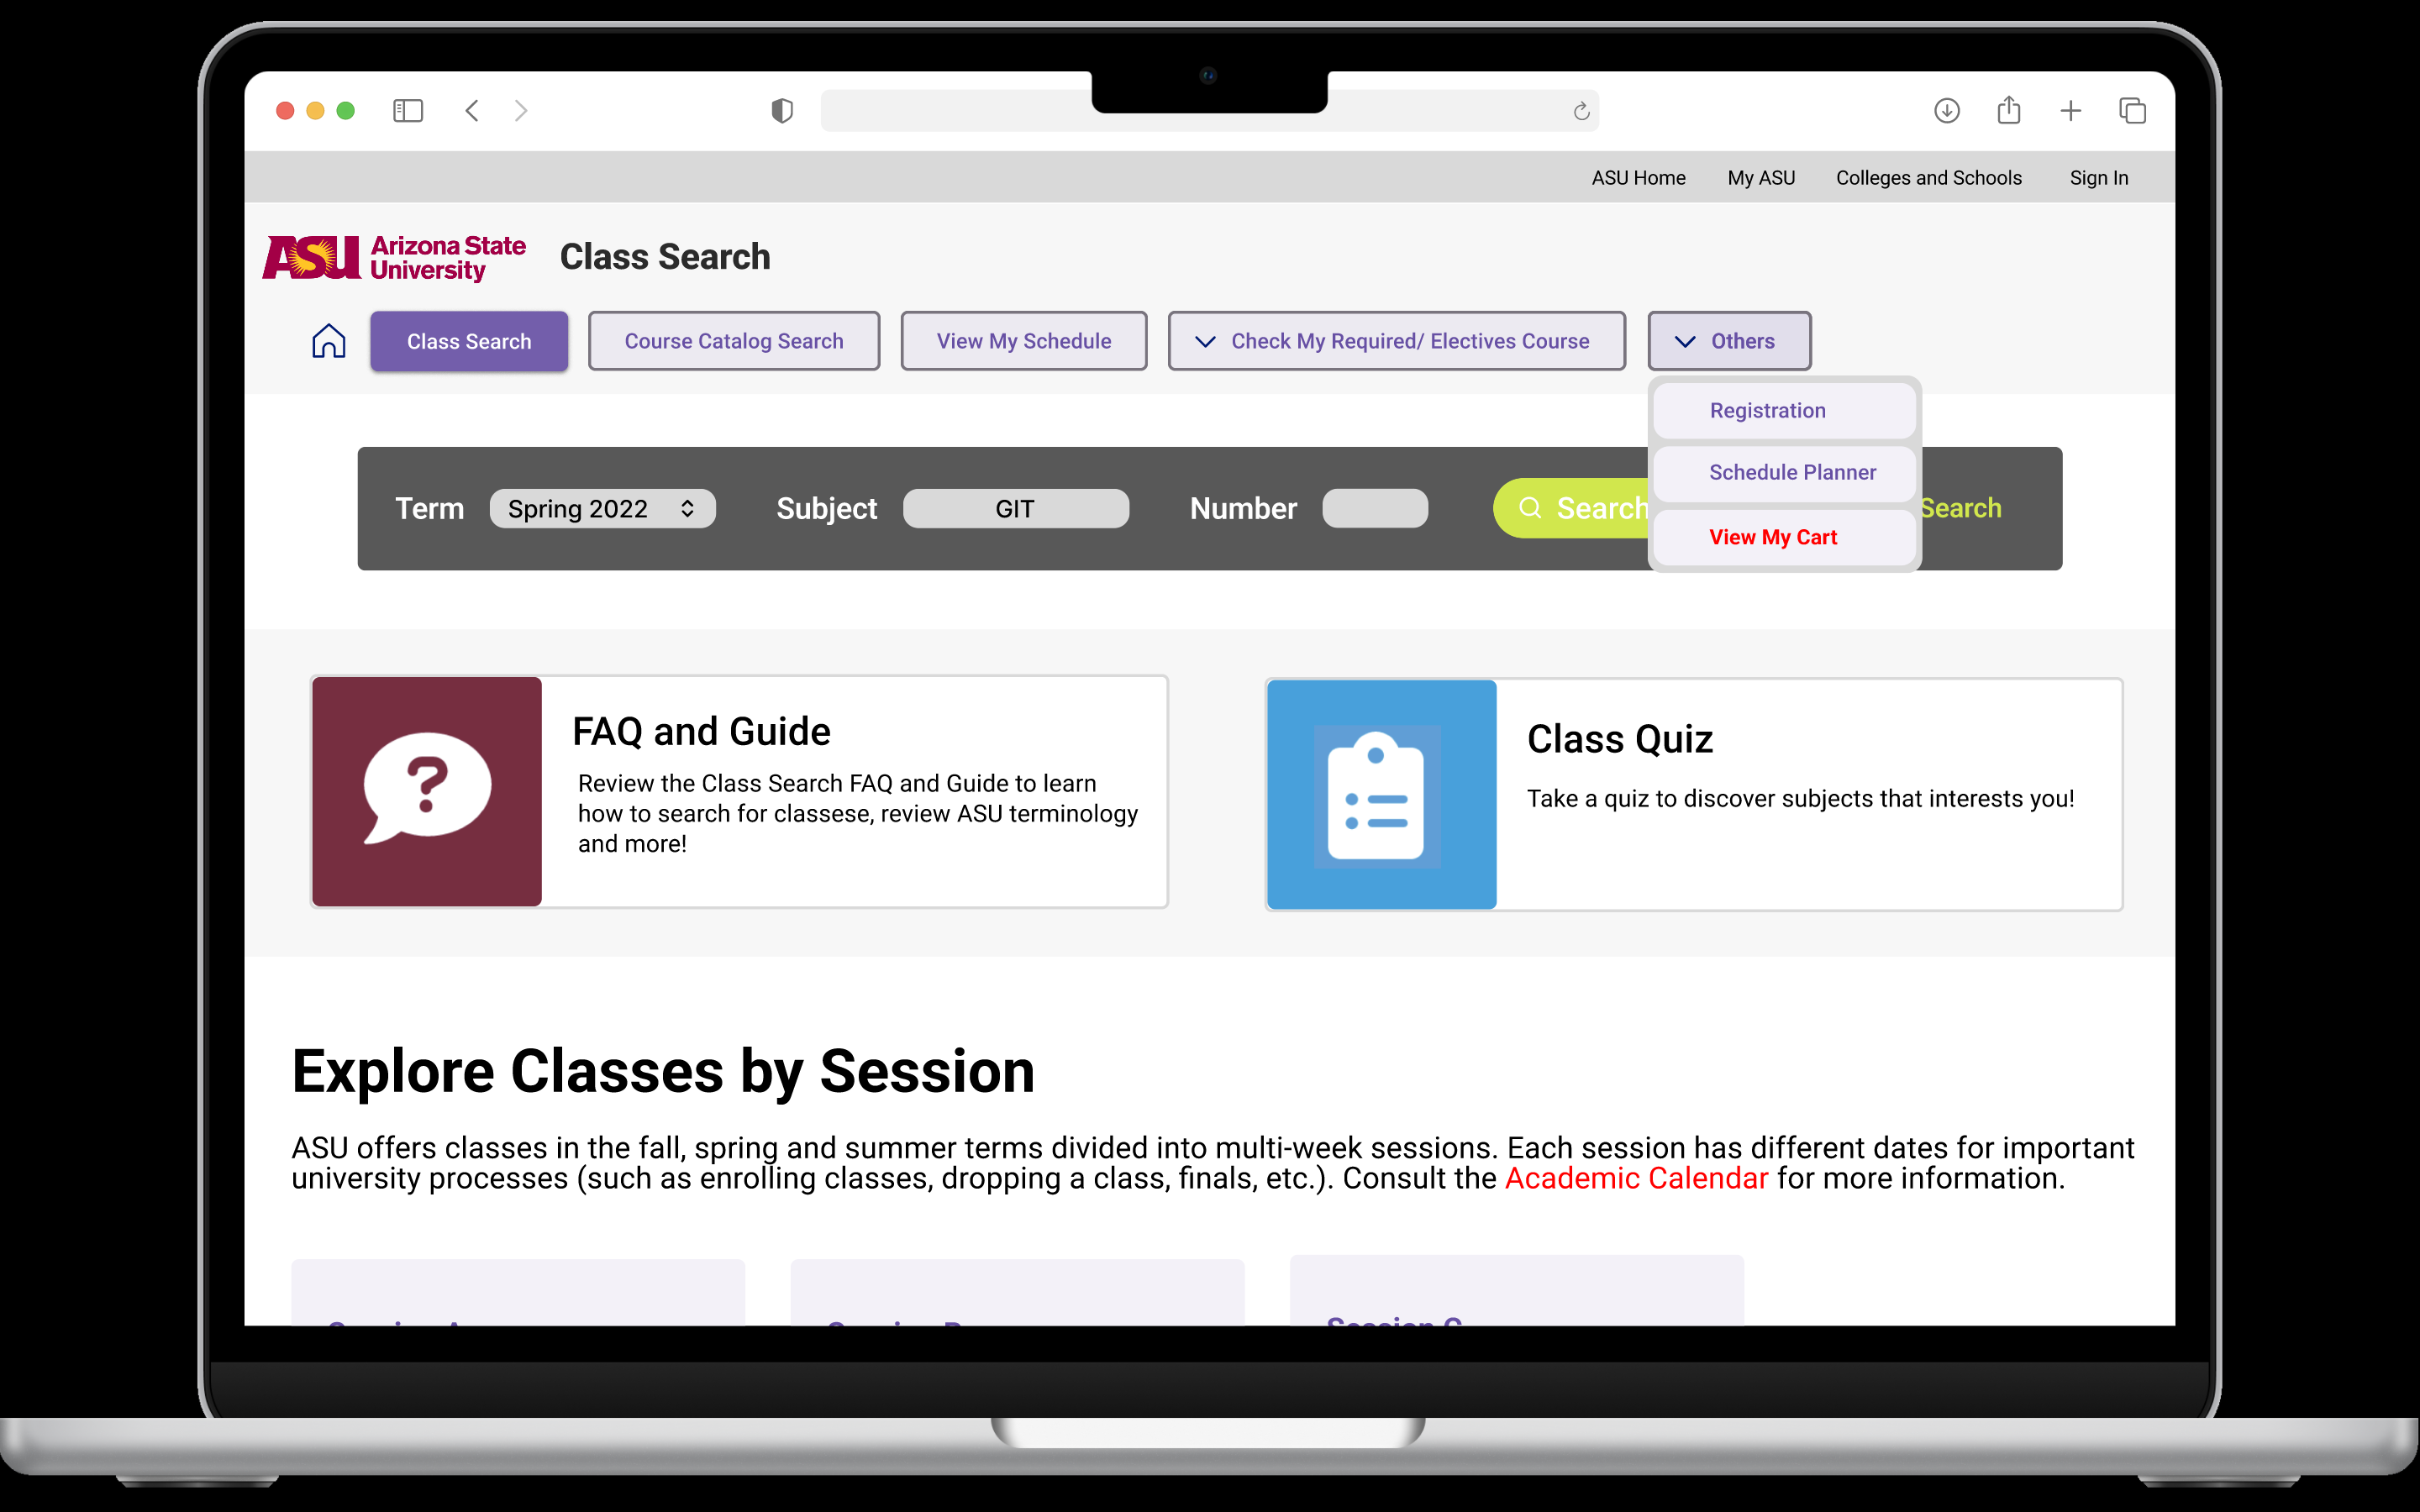 ASU Home My ASU Colleges and Schools Sign In
ASU Arizona State
University
Class Search
Class Search Course Catalog Search View My Schedule Check My Required/ Electives Course Others
Registration
Schedule Planner
View My Cart
Term Spring 2022 Subject GIT Number Search Search
FAQ and Guide
Review the Class Search FAQ and Guide to learn
how to search for classese, review ASU terminology
and more!
Class Quiz
Take a quiz to discover subjects that interests you!
Explore Classes by Session
ASU offers classes in the fall, spring and summer terms divided into multi-week sessions. Each session has different dates for important
university processes (such as enrolling classes, dropping a class, finals, etc.). Consult the Academic Calendar for more information.
Session C